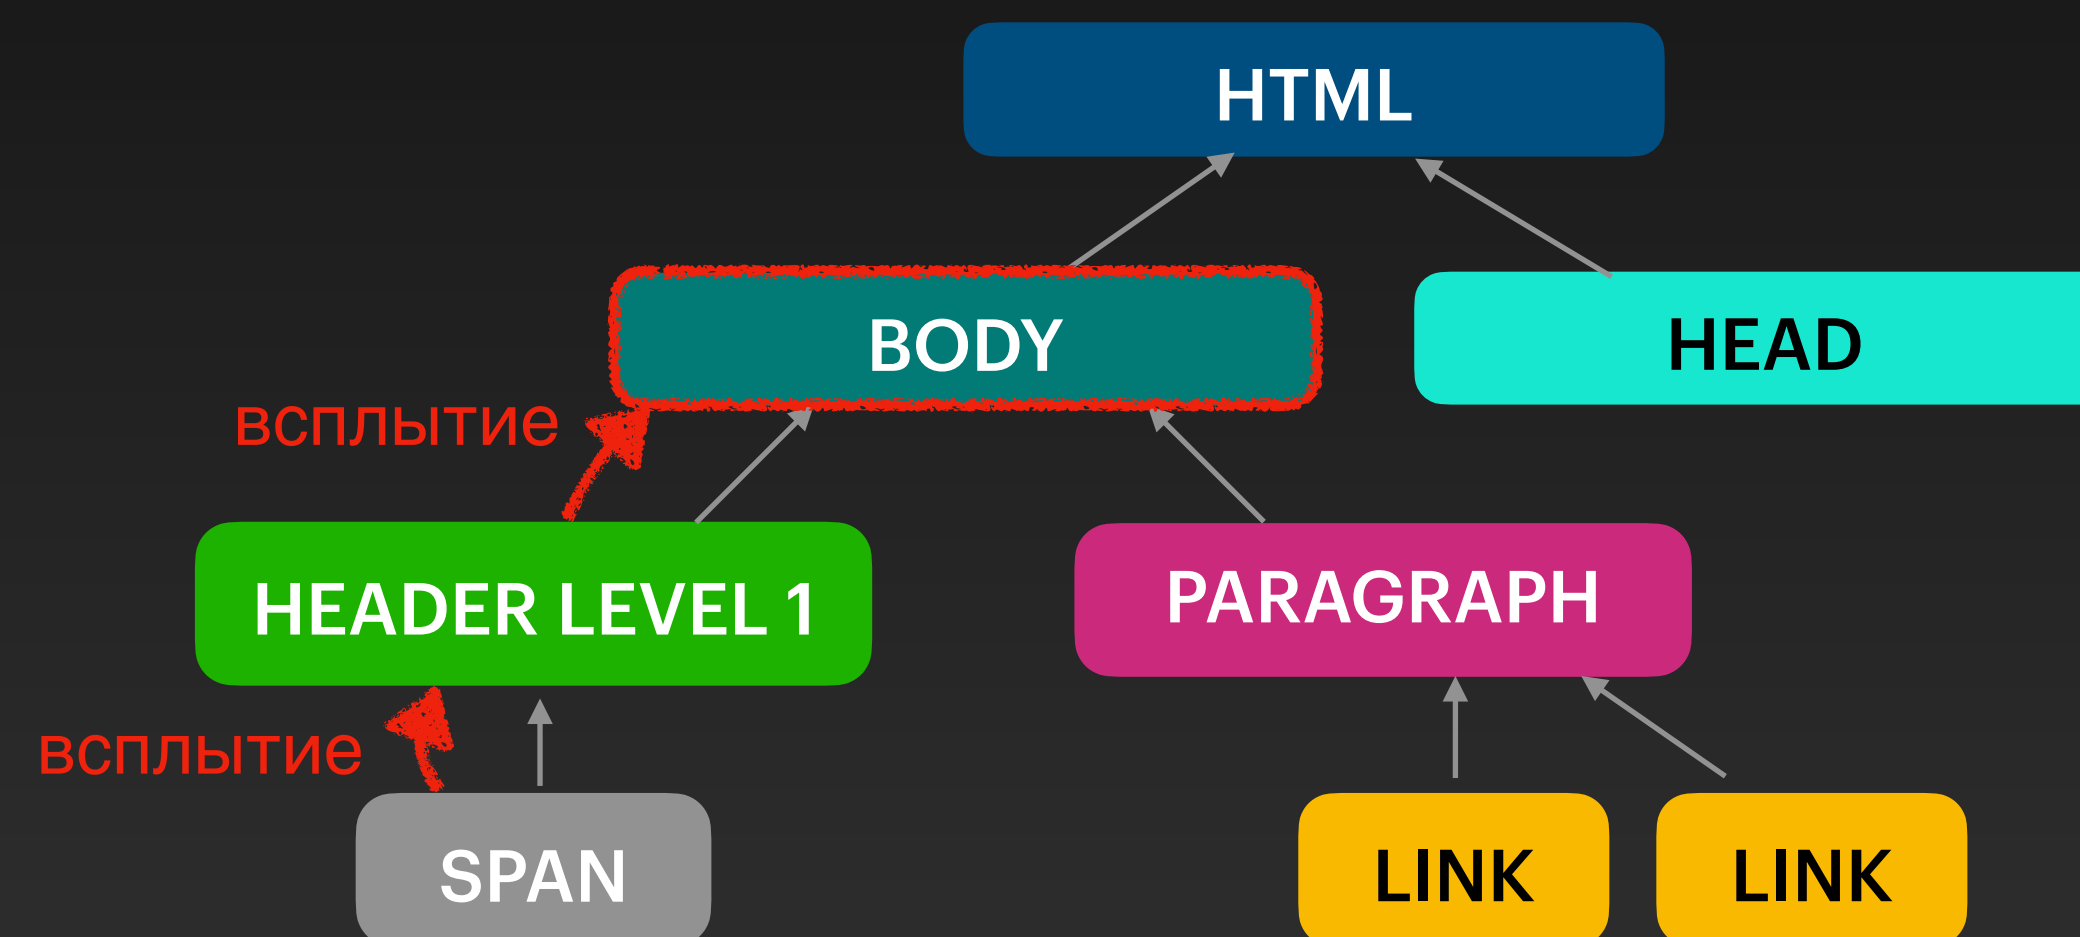 HTML
BODY
HEAD
всплытие
HEADER LEVEL 1
PARAGRAPH
всплытие
SPAN
LINK
LINK